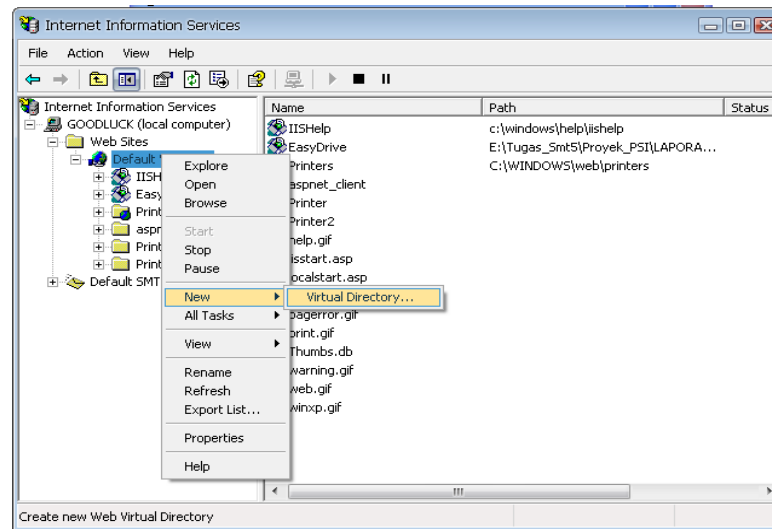 Internet Information Services
File Action View Help
Internet Information Services
GOODLUCK (local computer)
Web Sites
Default
IISH
Easy
Print
aspn
Print
Print
Default SMT
Explore
Open
Browse
Start
Stop
Pause
New
All Tasks
View
Rename
Refresh
Export List...
Properties
Help
Virtual Directory...
Name Path Status
IISHelp c:\windows\help\iishelp
EasyDrive E:\Tugas_Smt5\Proyek_PSI\LAPORA...
Printers C:\WINDOWS\web\printers
aspnet_client
Printer
Printer2
help.gif
isstart.asp
localstart.asp
pagerror.gif
print.gif
Thumbs.db
warning.gif
web.gif
winxp.gif
Create new Web Virtual Directory